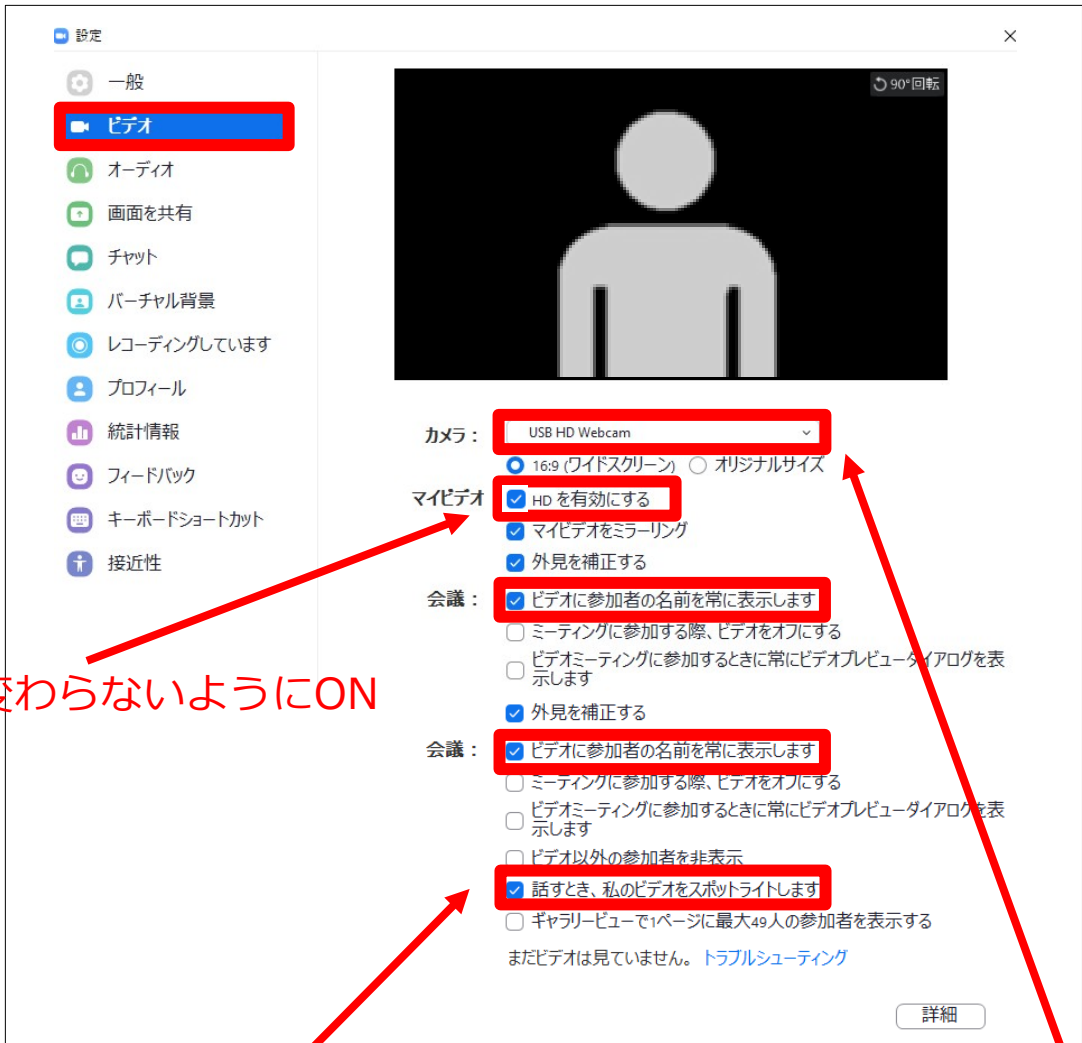 設定
一般
90°回転
ビデオ
オーディオ
画面を共有
チャット
バーチャル背景
レコーディングしています
プロフィール
統計情報
フィードバック
キーボードショートカット
接近性
カメラ： USB HD Webcam
16:9 (ワイドスクリーン) オリジナルサイズ
マイビデオ HD を有効にする
マイビデオをミラーリング
外見を補正する
会議： ビデオに参加者の名前を常に表示します
ミーティングに参加する際、ビデオをオフにする
ビデオミーティングに参加するときに常にビデオプレビューダイアログを表
示します
変わらないようにON
外見を補正する
会議： ビデオに参加者の名前を常に表示します
ミーティングに参加する際、ビデオをオフにする
ビデオミーティングに参加するときに常にビデオプレビューダイアログを表
示します
ビデオ以外の参加者を非表示
話すとき、私のビデオをスポットライトします
ギャラリービューで1ページに最大49人の参加者を表示する
まだビデオは見ていません。 トラブルシューティング
詳細